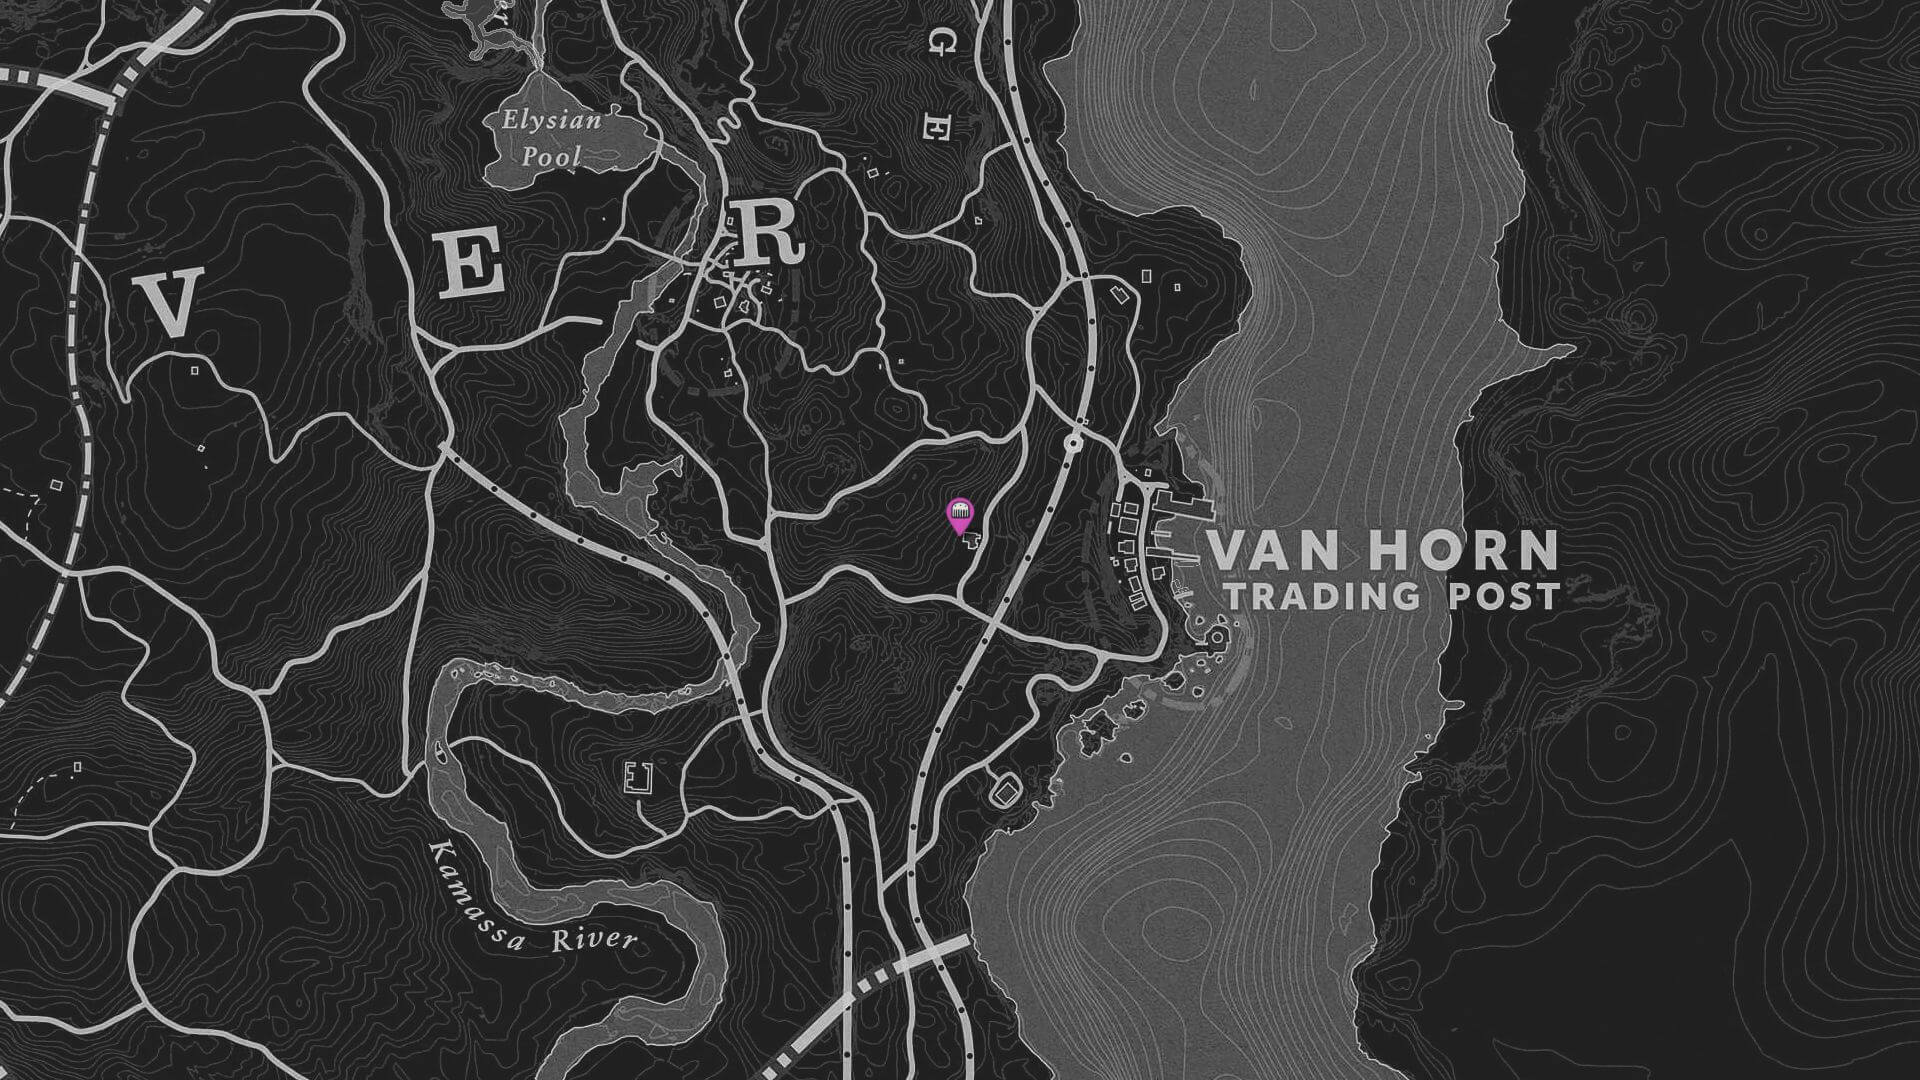 G
E
Elysian
Pool
V
E
R
VAN HORN
TRADING POST
Kamassa River